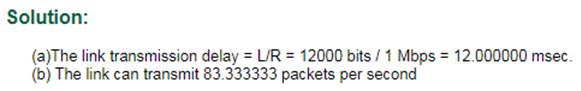 Solution:
(a)The link transmission delay = L/R = 12000 bits / 1 Mbps = 12.000000 msec.
(b) The link can transmit 83.333333 packets per second